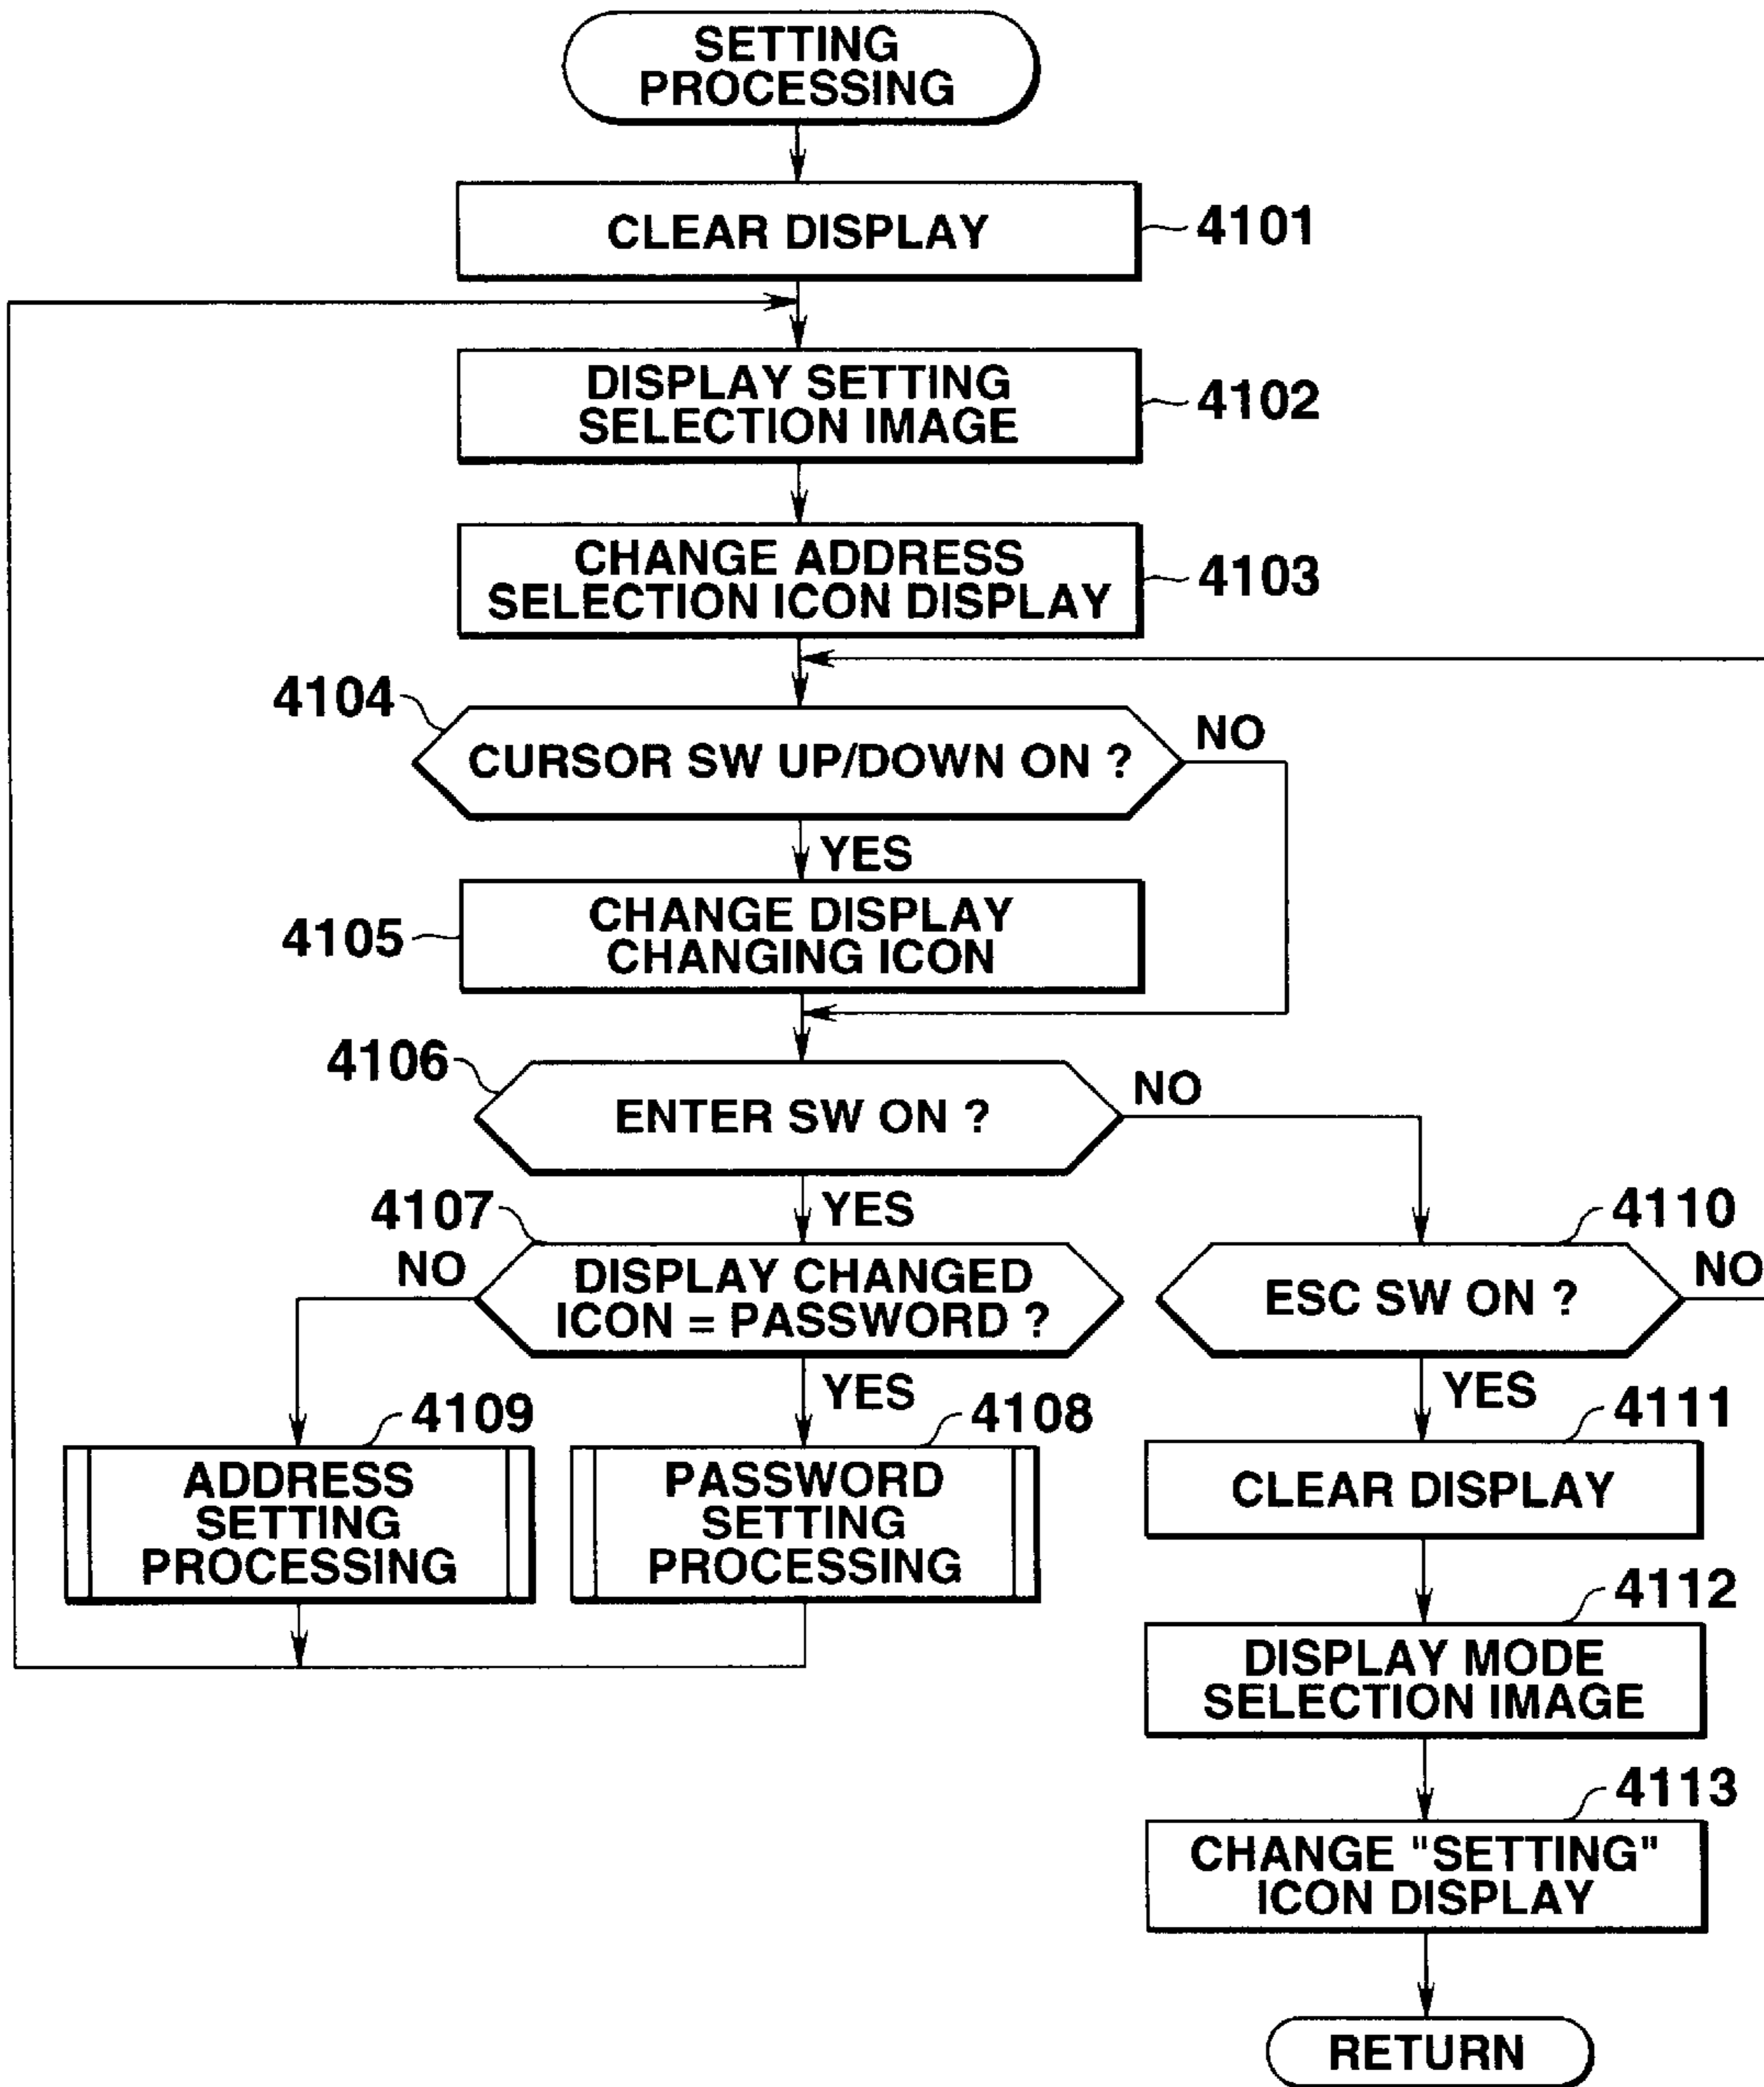 SETTING
PROCESSING
CLEAR DISPLAY
4101
DISPLAY SETTING
SELECTION IMAGE
4102
CHANGE ADDRESS
SELECTION ICON DISPLAY
4103
4104
CURSOR SW UP/DOWN ON ?
NO
YES
4105
CHANGE DISPLAY
CHANGING ICON
4106
ENTER SW ON ?
NO
YES
4107
NO
DISPLAY CHANGED
ICON = PASSWORD ?
YES
4110
ESC SW ON ?
NO
YES
4109
ADDRESS
SETTING
PROCESSING
4108
PASSWORD
SETTING
PROCESSING
4111
CLEAR DISPLAY
4112
DISPLAY MODE
SELECTION IMAGE
4113
CHANGE "SETTING"
ICON DISPLAY
RETURN